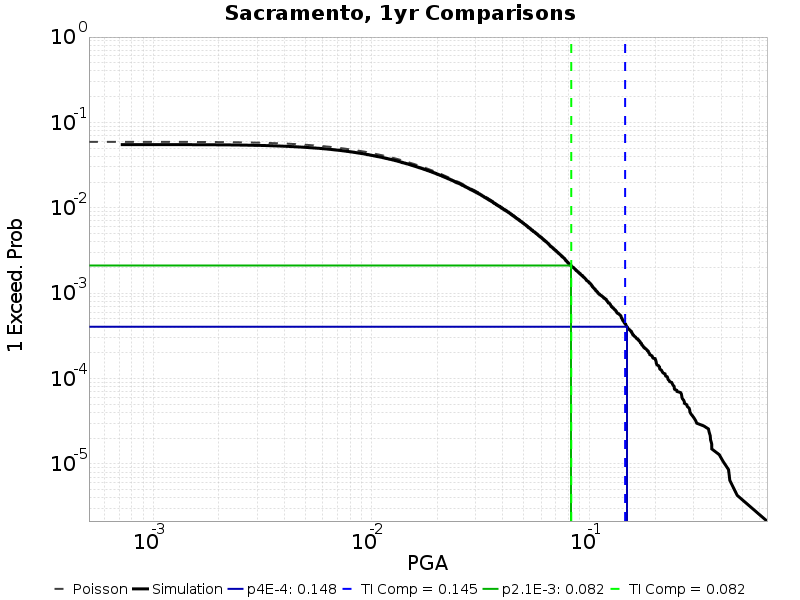 Sacramento, 1yr Comparisons
10^0
10^-1
10^-2
10^-3
10^-4
10^-5
1 Exceed. Prob
10^-3 10^-2 10^-1
PGA
Poisson Simulation p4E-4: 0.148 TI Comp = 0.145 p2.1E-3: 0.082 TI Comp = 0.082